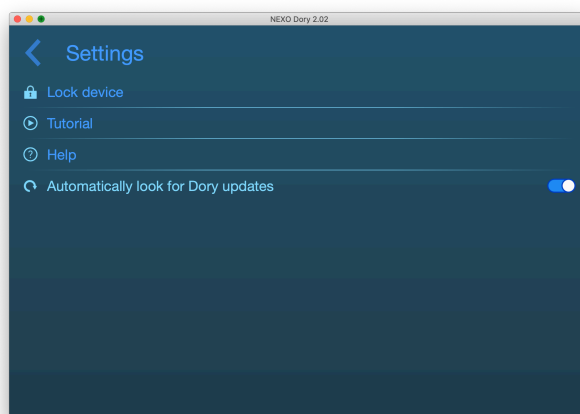 NEXO Dory 2.02
Settings
Lock device
Tutorial
? Help
Automatically look for Dory updates